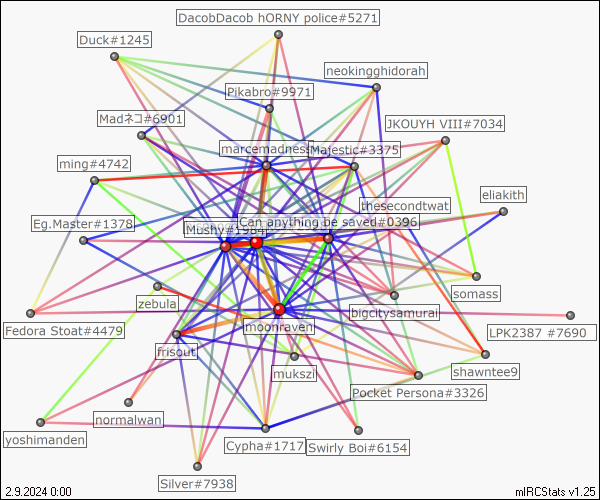 DacobDacob hORNY police#5271
Duck#1245
neokingghidorah
Pikabro#9971
Madネコ#6901
JKOUYH VIII#7034
marcemadness
Majestic#3375
ming#4742
eliakith
thesecondtwat
Eg.Master#1378
Can anything be saved#0396
Mushy#1984
somass
zebula
bigcitysamurai
Fedora Stoat#4479
moonraven
LPK2387 #7690
frisout
mukszi
shawntee9
Pocket Persona#3326
normalwan
yoshimanden
Cypha#1717
Swirly Boi#6154
Silver#7938
2.9.2024 0:00
mIRCStats v1.25